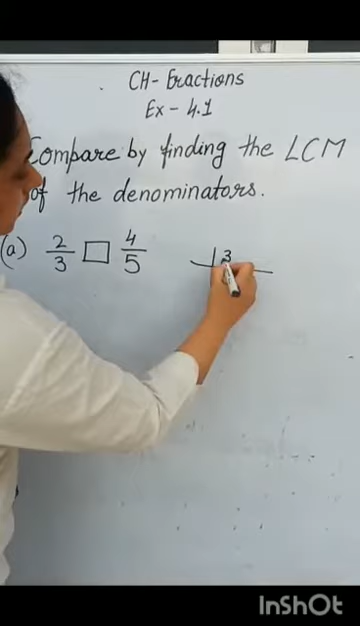 CH- Fractions
Ex - 4.1
Compare by finding the LCM
of the denominators.
(a) 2/3 □ 4/5
3
InShOt